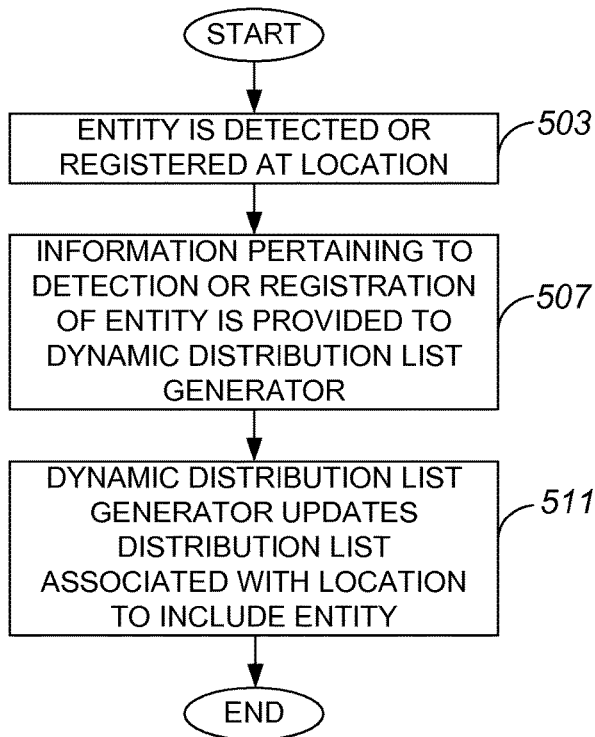 START
ENTITY IS DETECTED OR
REGISTERED AT LOCATION
503
INFORMATION PERTAINING TO
DETECTION OR REGISTRATION
OF ENTITY IS PROVIDED TO
DYNAMIC DISTRIBUTION LIST
GENERATOR
507
DYNAMIC DISTRIBUTION LIST
GENERATOR UPDATES
DISTRIBUTION LIST
ASSOCIATED WITH LOCATION
TO INCLUDE ENTITY
511
END